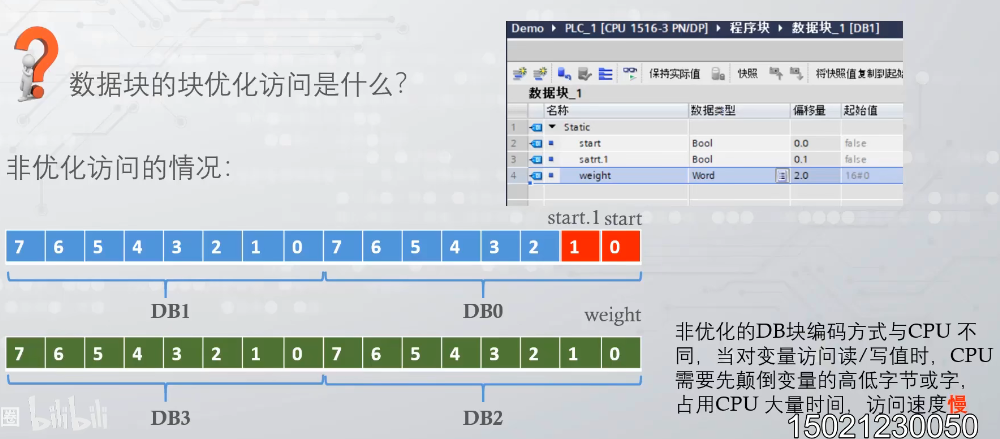 数据块的块优化访问是什么?
Demo ▸ PLC_1 [CPU 1516-3 PN/DP] ▸ 程序块 ▸ 数据块_1 [DB1]
保持实际值 快照 将快照值复制到起始
数据块_1
名称 数据类型 偏移量 起始值
1 ▼ Static
2 start Bool 0.0 false
3 satrt.1 Bool 0.1 false
4 weight Word 2.0 16#0
非优化访问的情况:
start.1 start
7 6 5 4 3 2 1 0 7 6 5 4 3 2 1 0
DB1 DB0
weight
7 6 5 4 3 2 1 0 7 6 5 4 3 2 1 0
DB3 DB2
非优化的DB块编码方式与CPU 不
同，当对变量访问读/写值时，CPU
需要先颠倒变量的高低字节或字，
占用CPU 大量时间，访问速度慢
圈 bilibili
15021230050